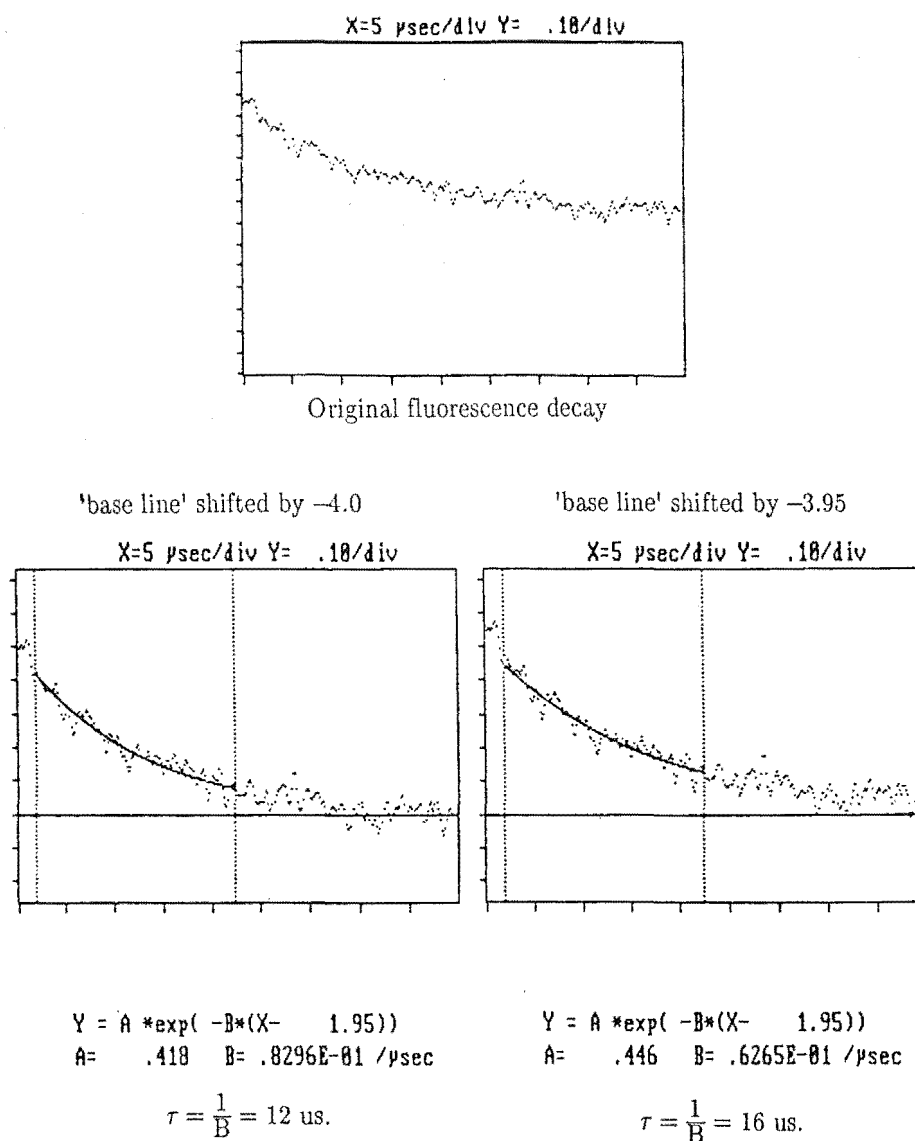 X=5 µsec/div Y= .10/div
Original fluorescence decay
'base line' shifted by –4.0
'base line' shifted by –3.95
X=5 µsec/div Y= .10/div
X=5 µsec/div Y= .10/div
Y = A *exp( -B*(X- 1.95))
A= .418 B= .8296E-01 /µsec
τ = 1/B = 12 us.
Y = A *exp( -B*(X- 1.95))
A= .446 B= .6265E-01 /µsec
τ = 1/B = 16 us.